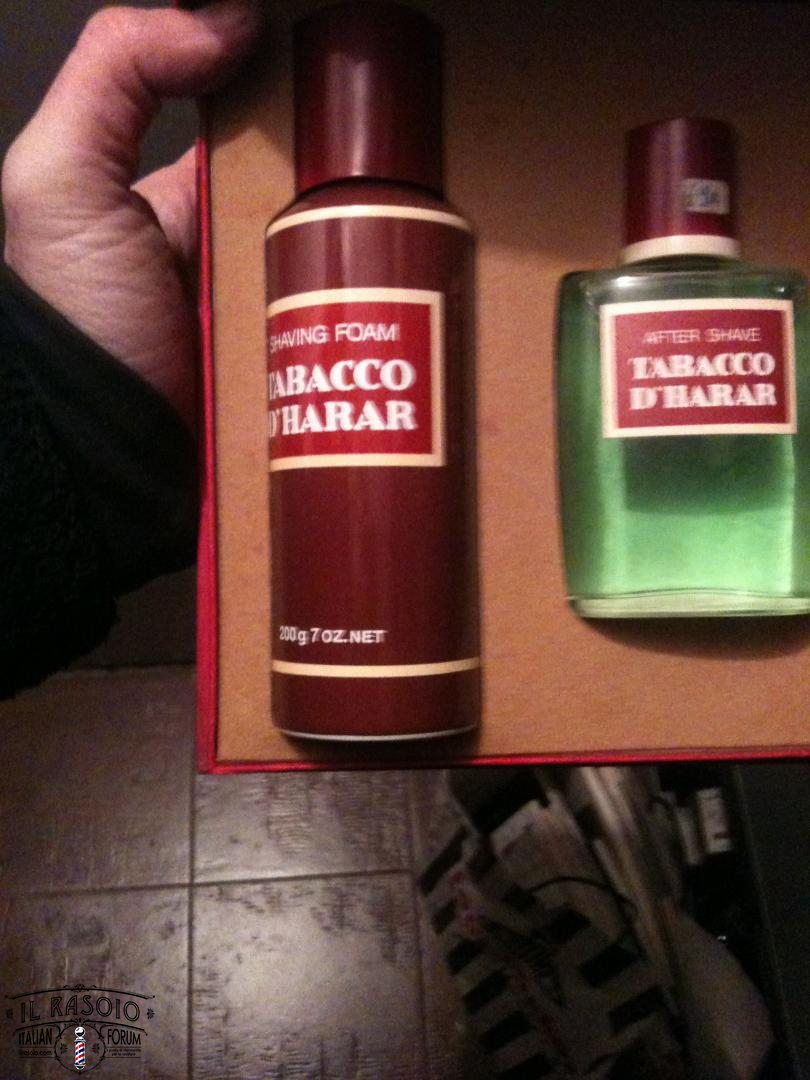 SHAVING FOAM
TABACCO
D'HARAR
200g 7 OZ.NET
AFTER SHAVE
TABACCO
D'HARAR
IL RASOIO
ITALIAN FORUM